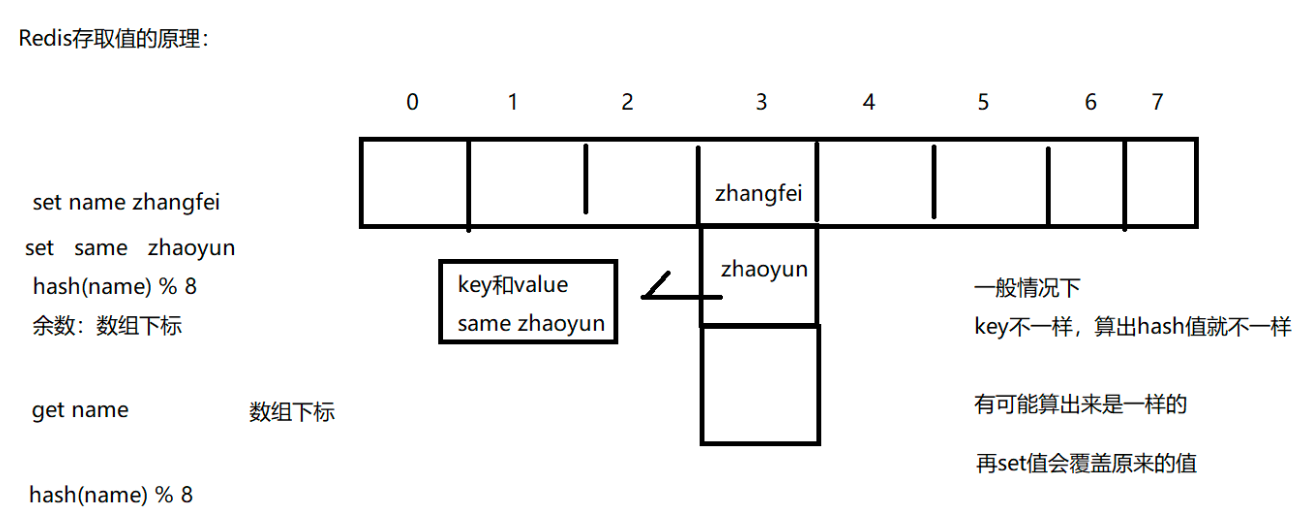 Redis存取值的原理：
0 1 2 3 4 5 6 7
zhangfei
set name zhangfei
set same zhaoyun
zhaoyun
hash(name) % 8
余数：数组下标
key和value
same zhaoyun
一般情况下
key不一样，算出hash值就不一样
get name
数组下标
有可能算出来是一样的
再set值会覆盖原来的值
hash(name) % 8